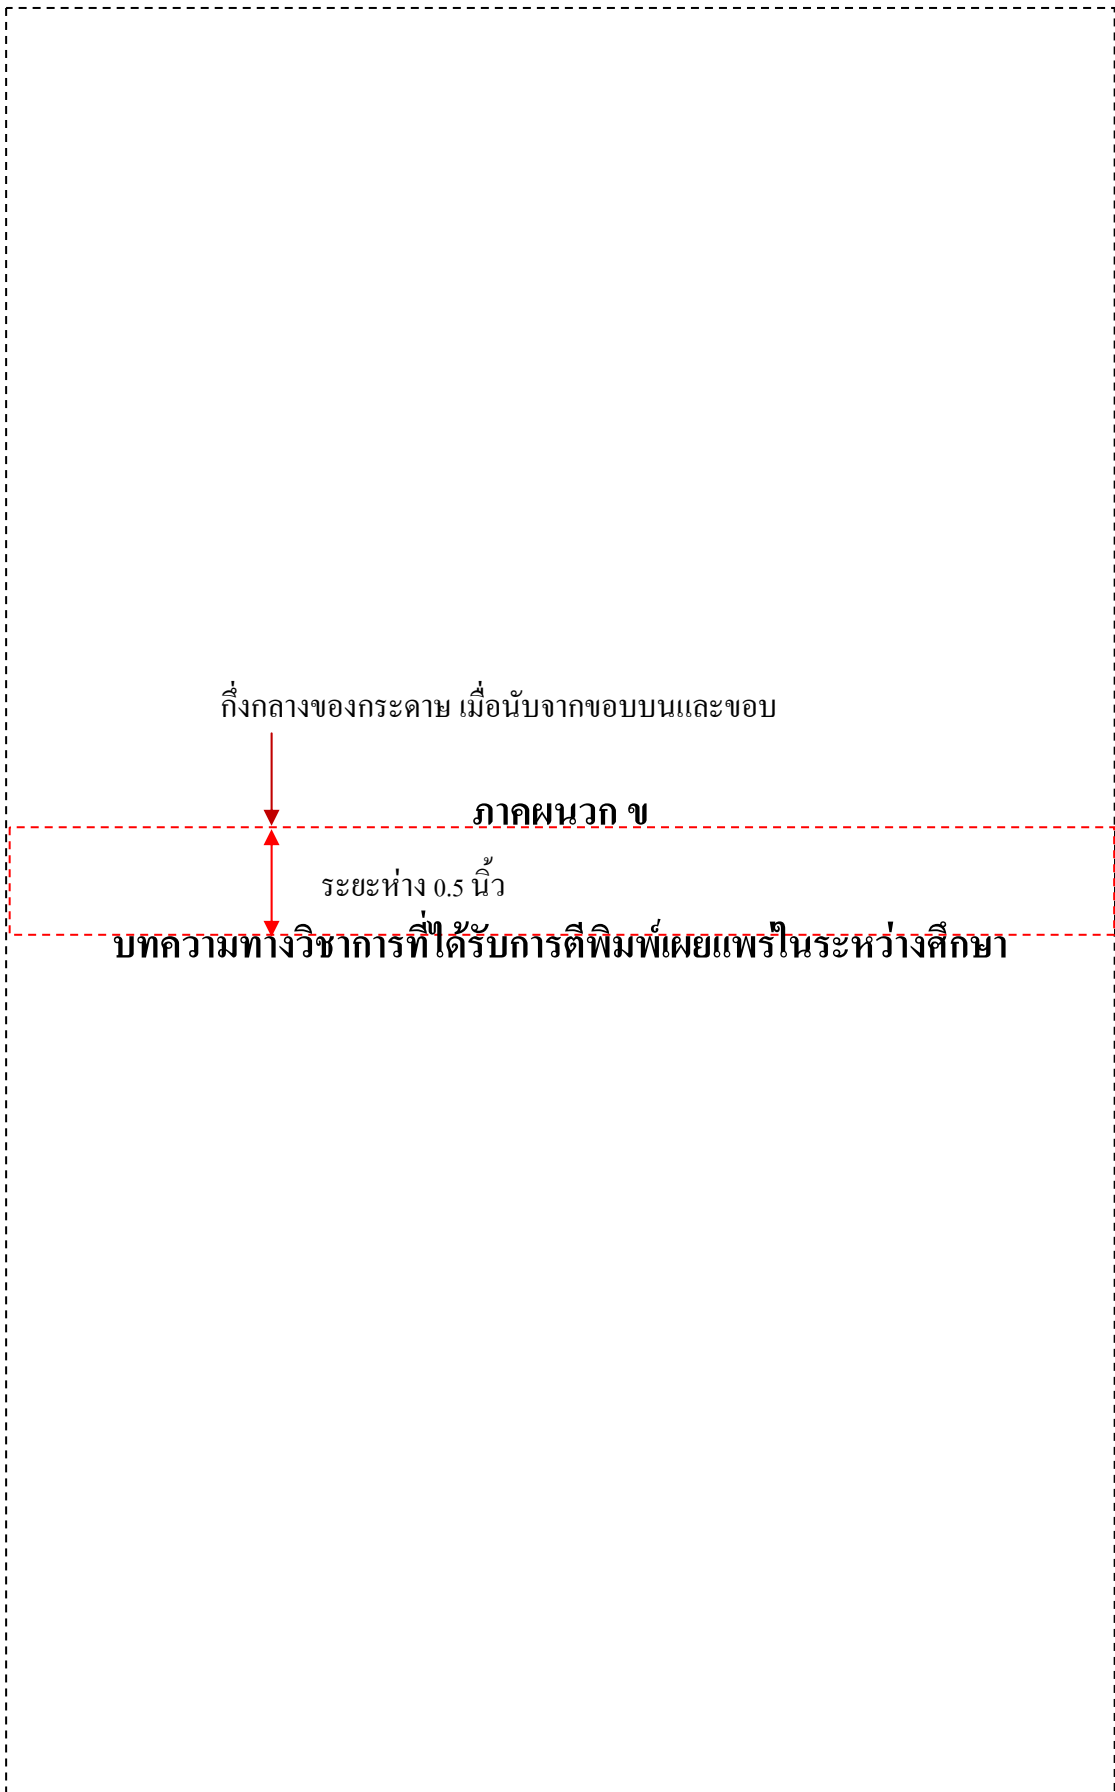 กึ่งกลางของกระดาษ เมื่อนับจากขอบบนและขอบ
ภาคผนวก ข
ระยะห่าง 0.5 นิ้ว
บทความทางวิชาการที่ได้รับการตีพิมพ์เผยแพร่ในระหว่างศึกษา